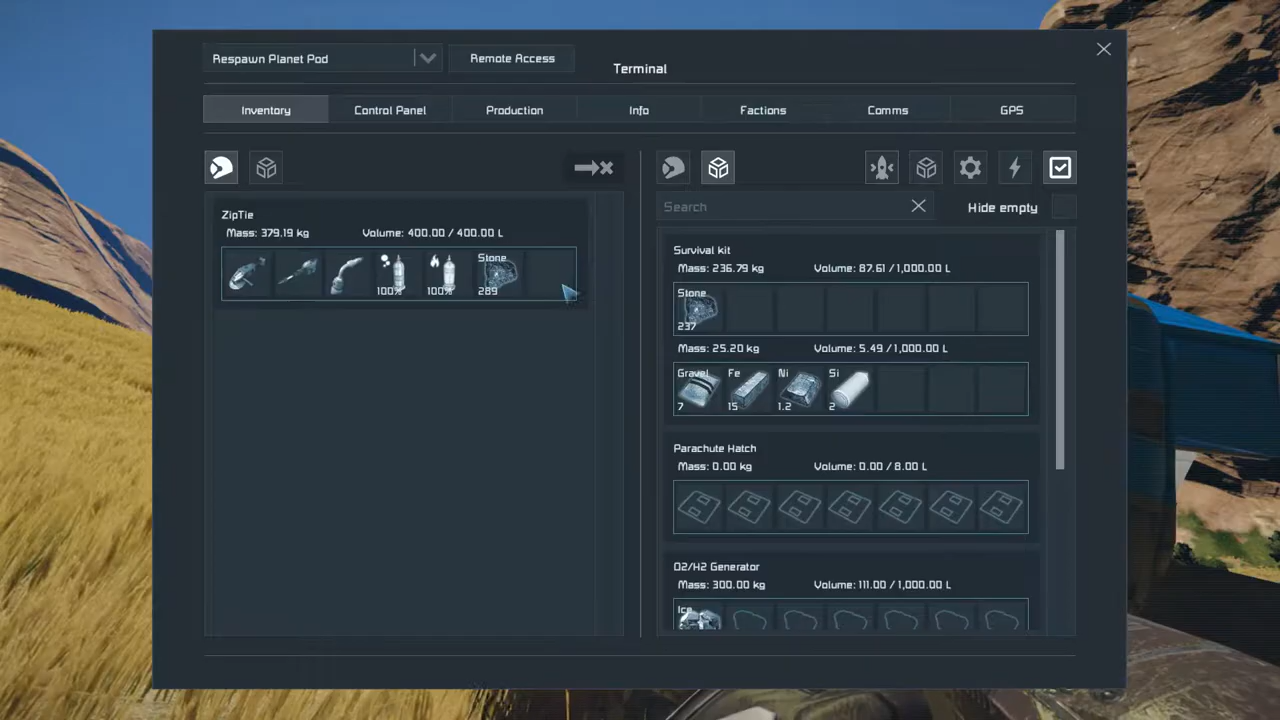 Respawn Planet Pod
Remote Access
Terminal
Inventory
Control Panel
Production
Info
Factions
Comms
GPS
ZipTie
Mass: 379.19 kg Volume: 400.00 / 400.00 L
100%
100%
Stone
289
Search
Hide empty
Survival kit
Mass: 236.79 kg Volume: 87.61 / 1,000.00 L
Stone
237
Mass: 25.20 kg Volume: 5.49 / 1,000.00 L
Gravel Fe Ni Si
7 15 1.2 2
Parachute Hatch
Mass: 0.00 kg Volume: 0.00 / 8.00 L
O2/H2 Generator
Mass: 300.00 kg Volume: 111.00 / 1,000.00 L
Ice